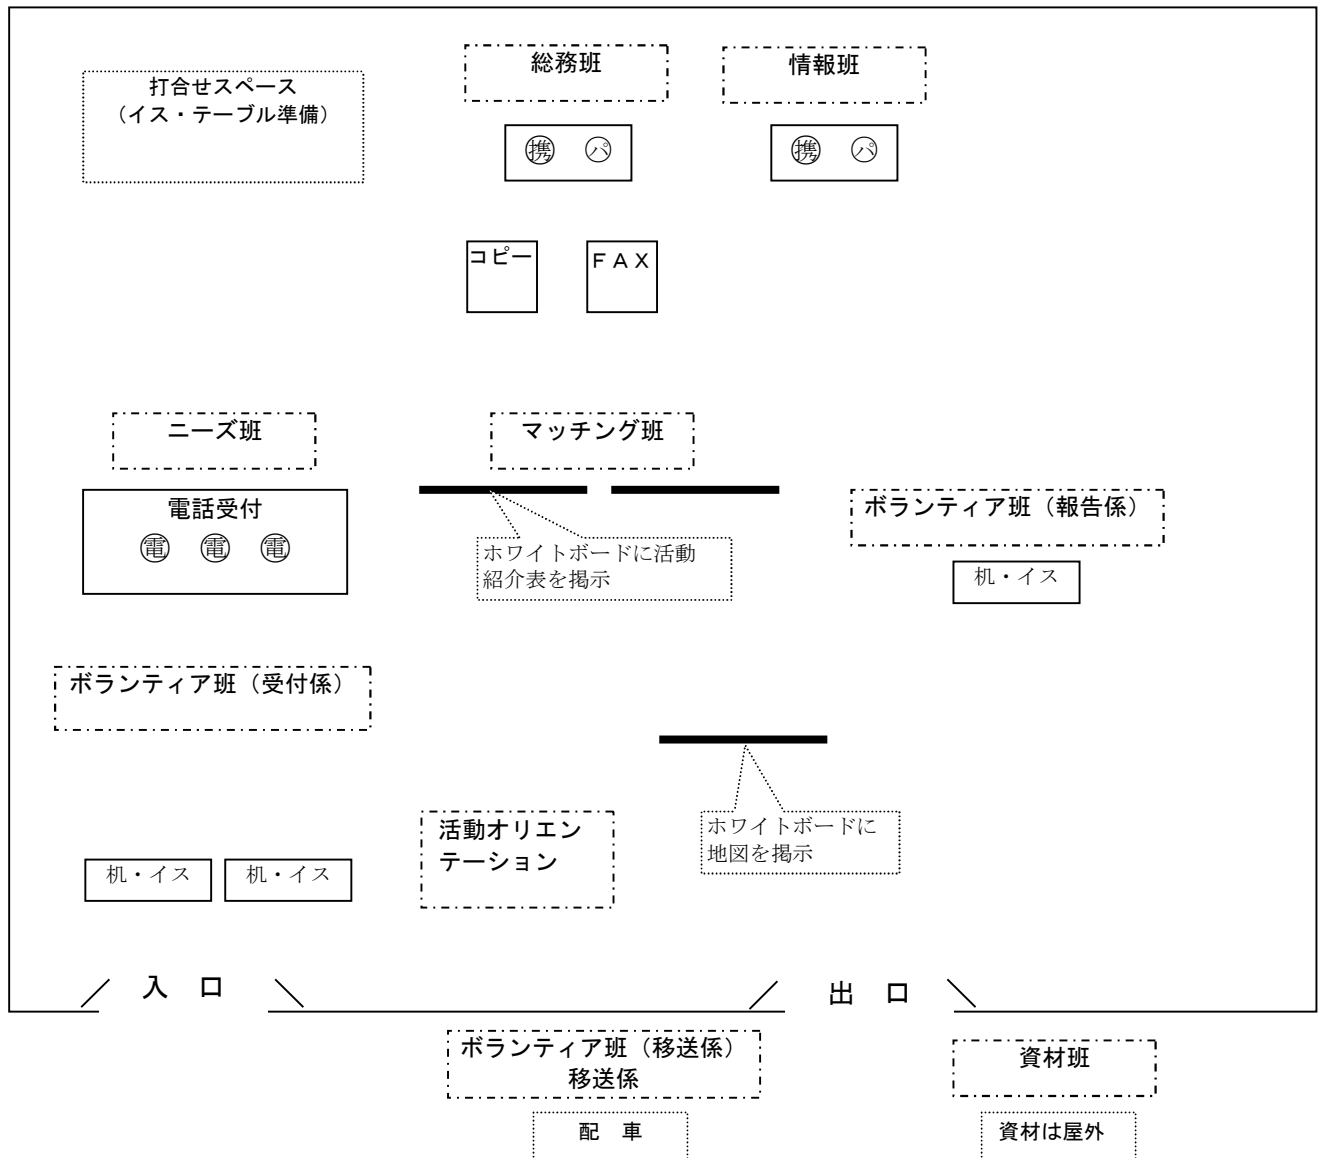 総務班
情報班
打合せスペース
（イス・テーブル準備）
㩗 パ
携 パ
コピー
ＦＡＸ
ニーズ班
マッチング班
電話受付
電 電 電
ボランティア班（報告係）
机・イス
ホワイトボードに活動
紹介表を掲示
ボランティア班（受付係）
活動オリエン
テーション
ホワイトボードに
地図を掲示
机・イス
机・イス
入　口
出　口
ボランティア班（移送係）
移送係
資材班
配　車
資材は屋外